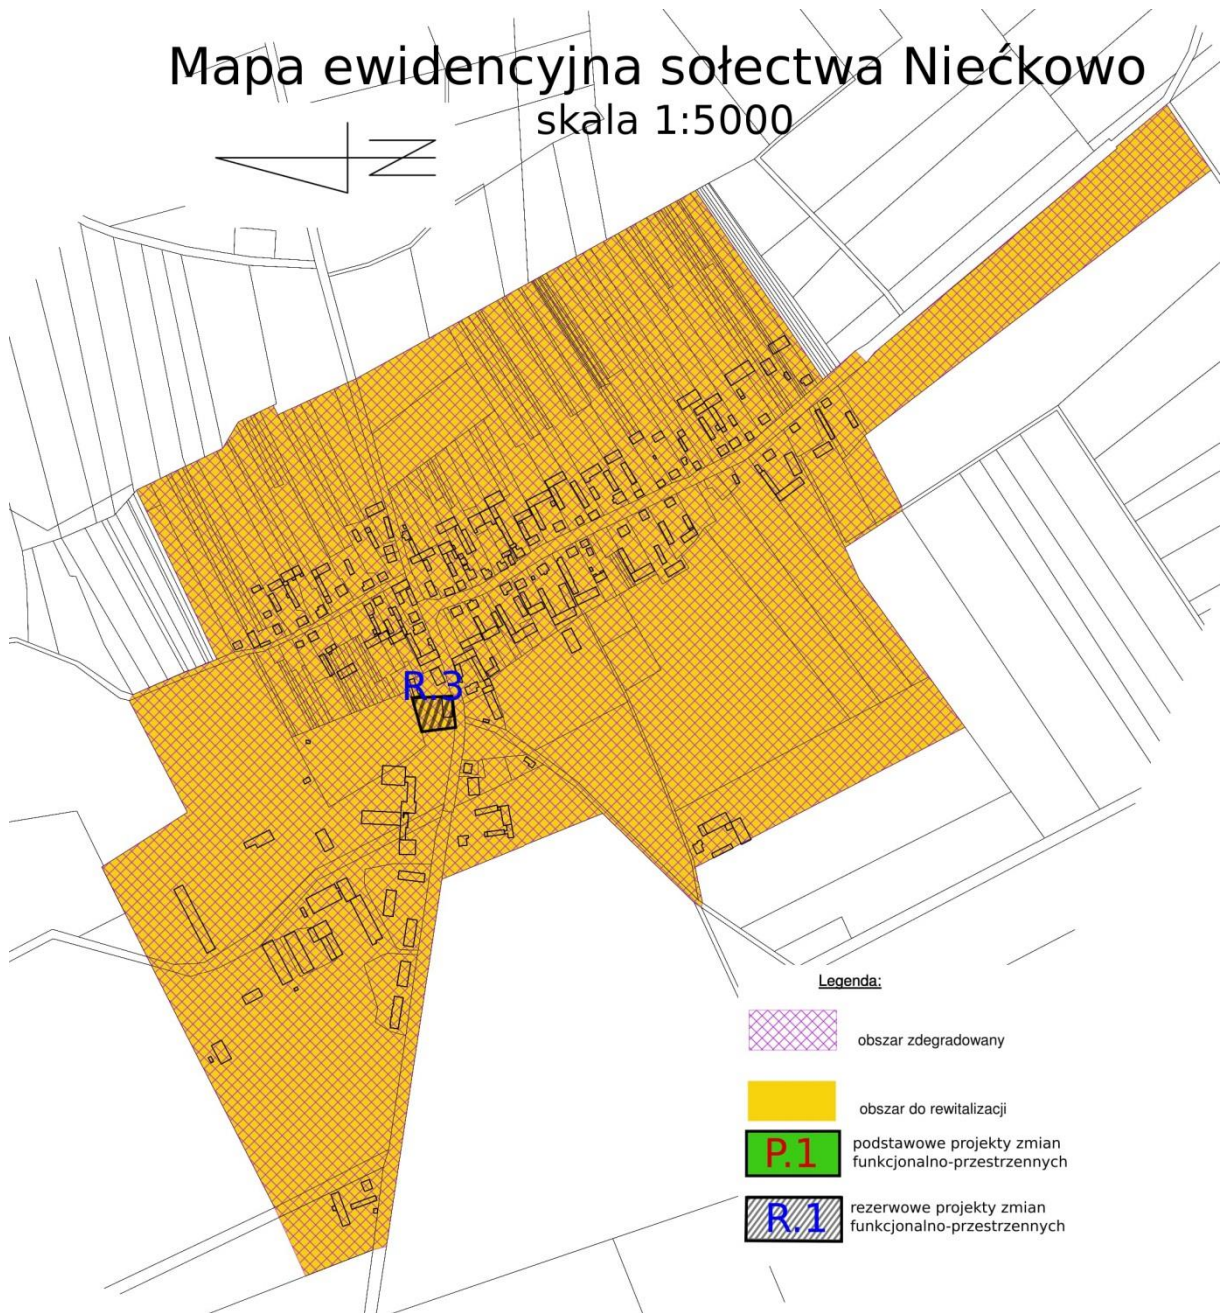 Mapa ewidencyjna sołectwa Niećkowo
skala 1:5000
N
R.3
Legenda:
obszar zdegradowany
obszar do rewitalizacji
P.1
podstawowe projekty zmian
funkcjonalno-przestrzennych
R.1
rezerwowe projekty zmian
funkcjonalno-przestrzennych